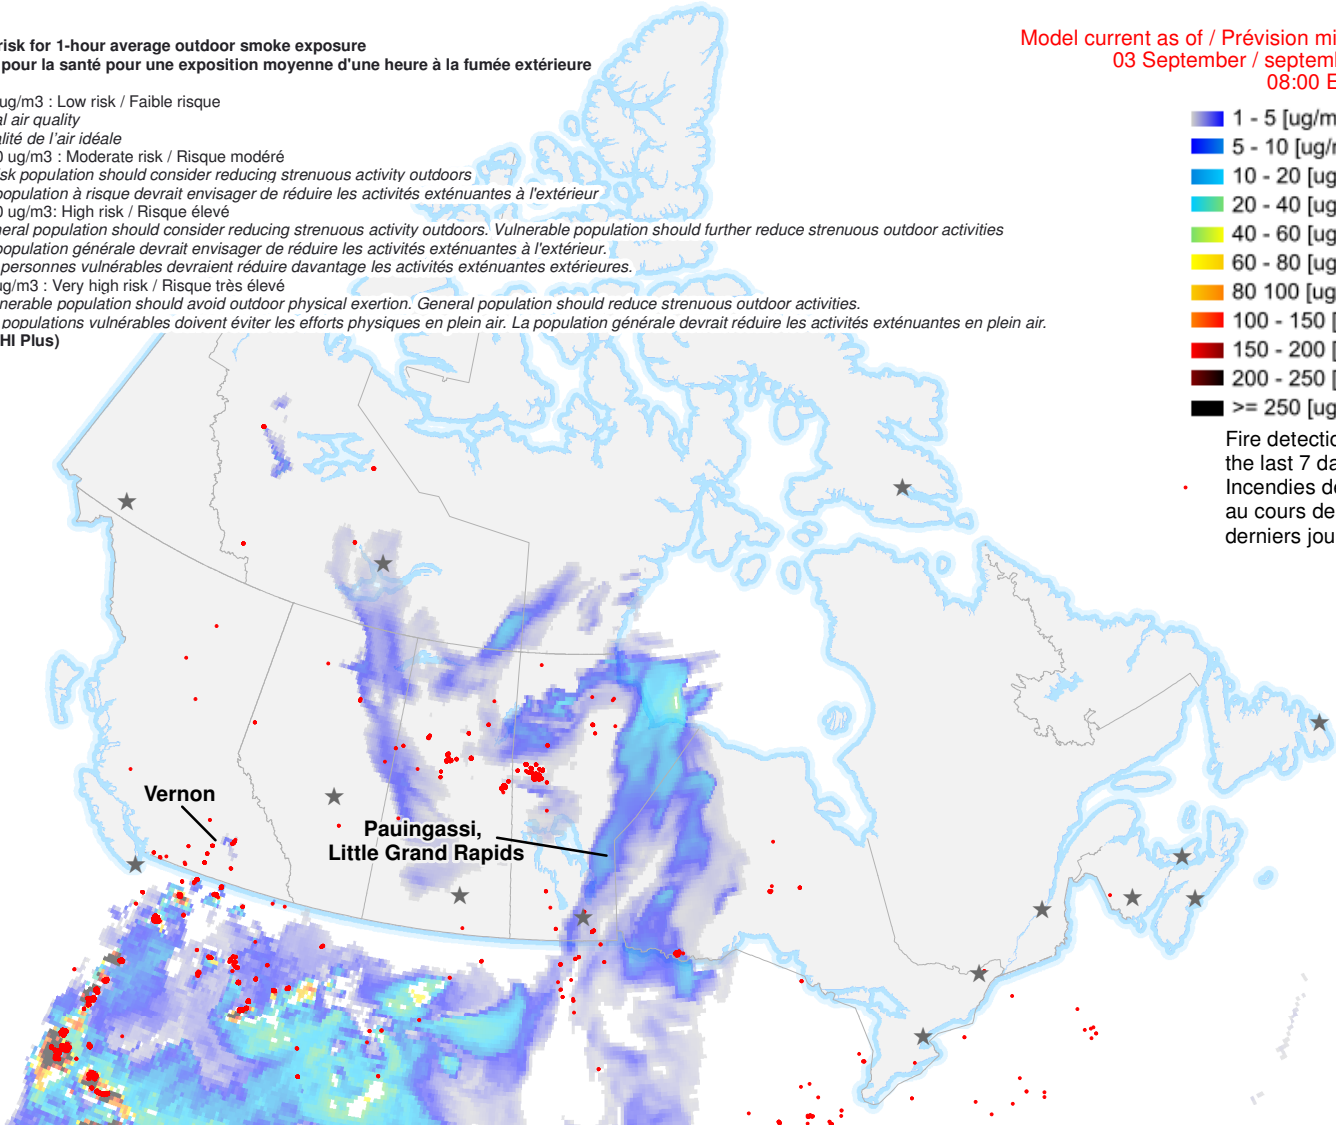 risk for 1-hour average outdoor smoke exposure
pour la santé pour une exposition moyenne d'une heure à la fumée extérieure
ug/m3 : Low risk / Faible risque
al air quality
alité de l'air idéale
0 ug/m3 : Moderate risk / Risque modéré
sk population should consider reducing strenuous activity outdoors
population à risque devrait envisager de réduire les activités exténuantes à l'extérieur
0 ug/m3: High risk / Risque élevé
neral population should consider reducing strenuous activity outdoors. Vulnerable population should further reduce strenuous outdoor activities
population générale devrait envisager de réduire les activités exténuantes à l'extérieur.
personnes vulnérables devraient réduire davantage les activités exténuantes extérieures.
ug/m3 : Very high risk / Risque très élevé
nerable population should avoid outdoor physical exertion. General population should reduce strenuous outdoor activities.
populations vulnérables doivent éviter les efforts physiques en plein air. La population générale devrait réduire les activités exténuantes en plein air.
HI Plus)
Model current as of / Prévision mi
03 September / septem
08:00 E
1 - 5 [ug/m
5 - 10 [ug/m
10 - 20 [ug
20 - 40 [ug
40 - 60 [ug
60 - 80 [ug
80 100 [ug
100 - 150 [
150 - 200 [
200 - 250 [
>= 250 [ug
Fire detectio
the last 7 da
Incendies de
au cours de
derniers jou
Vernon
Pauingassi,
Little Grand Rapids